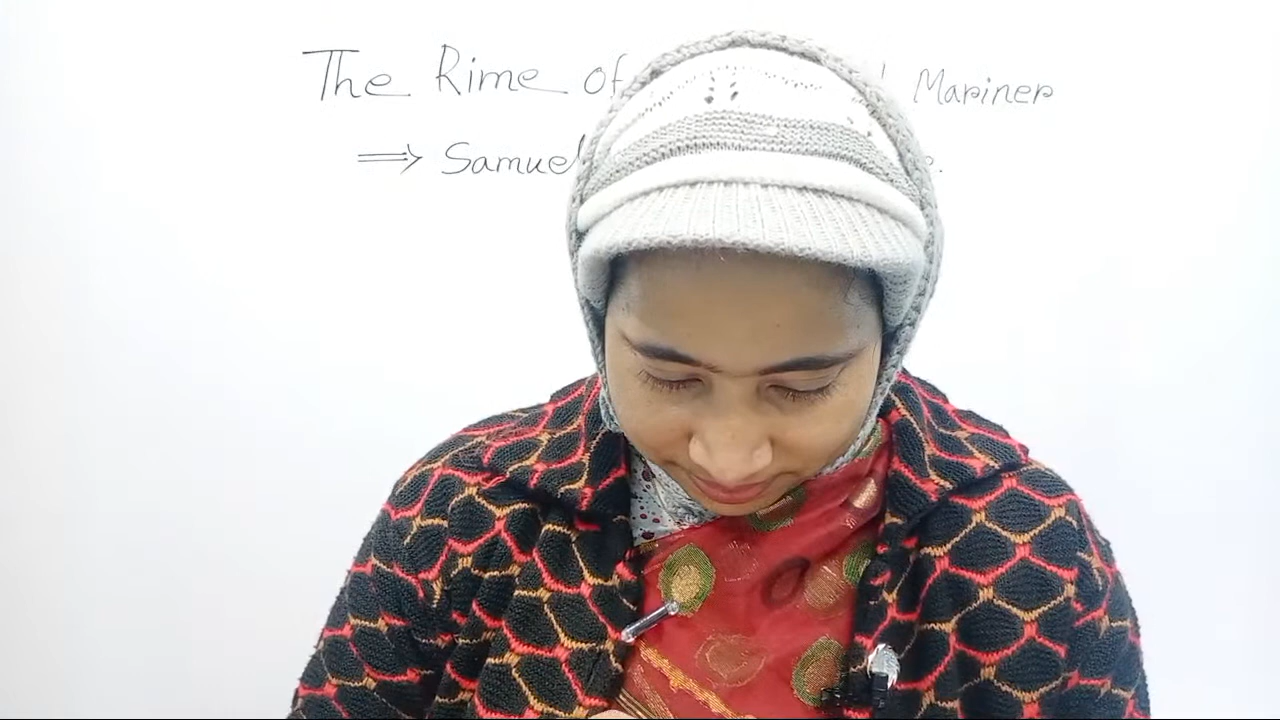 The Rime of Mariner
⇒ Samuel